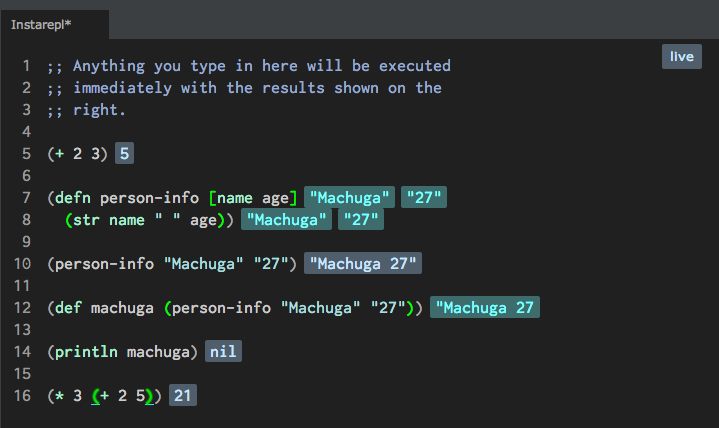 Instarepl*
live
1 ;; Anything you type in here will be executed
2 ;; immediately with the results shown on the
3 ;; right.
4
5 (+ 2 3) 5
6
7 (defn person-info [name age] "Machuga" "27"
8 (str name " " age)) "Machuga" "27"
9
10 (person-info "Machuga" "27") "Machuga 27"
11
12 (def machuga (person-info "Machuga" "27")) "Machuga 27
13
14 (println machuga) nil
15
16 (* 3 (+ 2 5)) 21